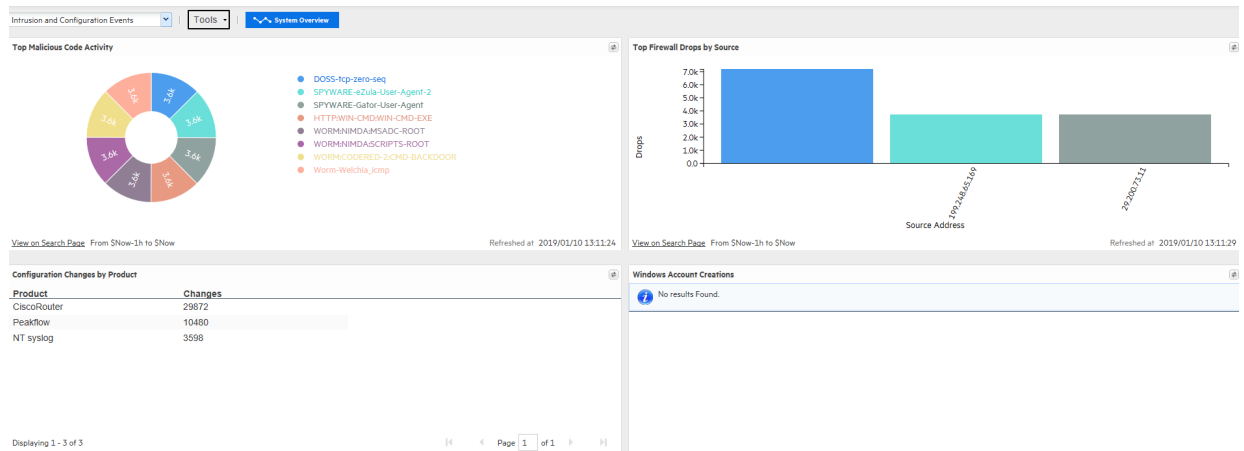 Intrusion and Configuration Events
Tools
System Overview
Top Malicious Code Activity
3.6k
3.6k
3.6k
3.6k
3.6k
3.6k
3.6k
3.6k
DOSS-tcp-zero-seq
SPYWARE-eZula-User-Agent-2
SPYWARE-Gator-User-Agent
HTTP:WIN-CMD:WIN-CMD-EXE
WORM:NIMDA:MSADC-ROOT
WORM:NIMDA:SCRIPTS-ROOT
WORM:CODERED-2:CMD-BACKDOOR
Worm-Welchia_icmp
View on Search Page From $Now-1h to $Now
Refreshed at 2019/01/10 13:11:24
Top Firewall Drops by Source
Drops
7.0k
6.0k
5.0k
4.0k
3.0k
2.0k
1.0k
0.0
199.248.65.169
29.200.73.11
Source Address
View on Search Page From $Now-1h to $Now
Refreshed at 2019/01/10 13:11:29
Configuration Changes by Product
Product Changes
CiscoRouter 29872
Peakflow 10480
NT syslog 3598
Displaying 1 - 3 of 3
Page 1 of 1
Windows Account Creations
No results Found.